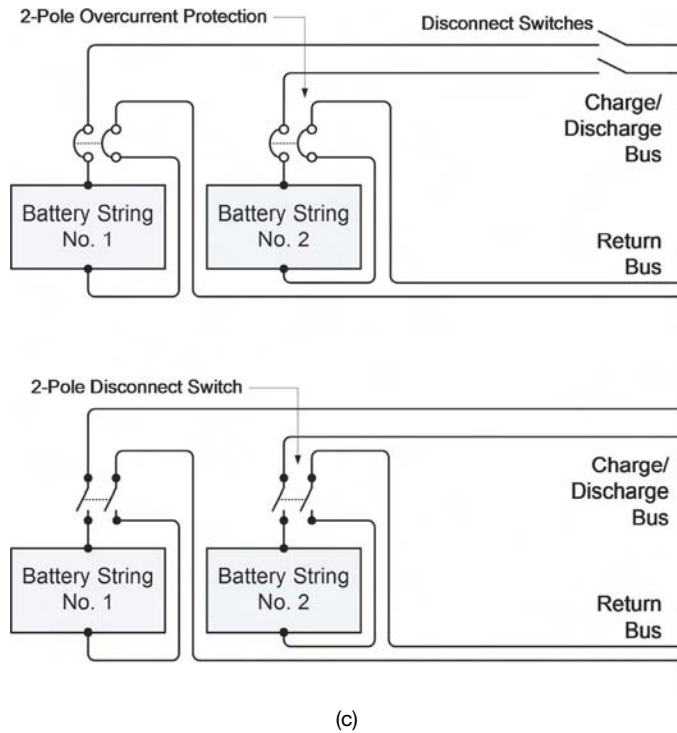 2-Pole Overcurrent Protection
Disconnect Switches
Charge/
Discharge
Bus
Battery String
No. 1
Battery String
No. 2
Return
Bus
2-Pole Disconnect Switch
Charge/
Discharge
Bus
Battery String
No. 1
Battery String
No. 2
Return
Bus
(c)